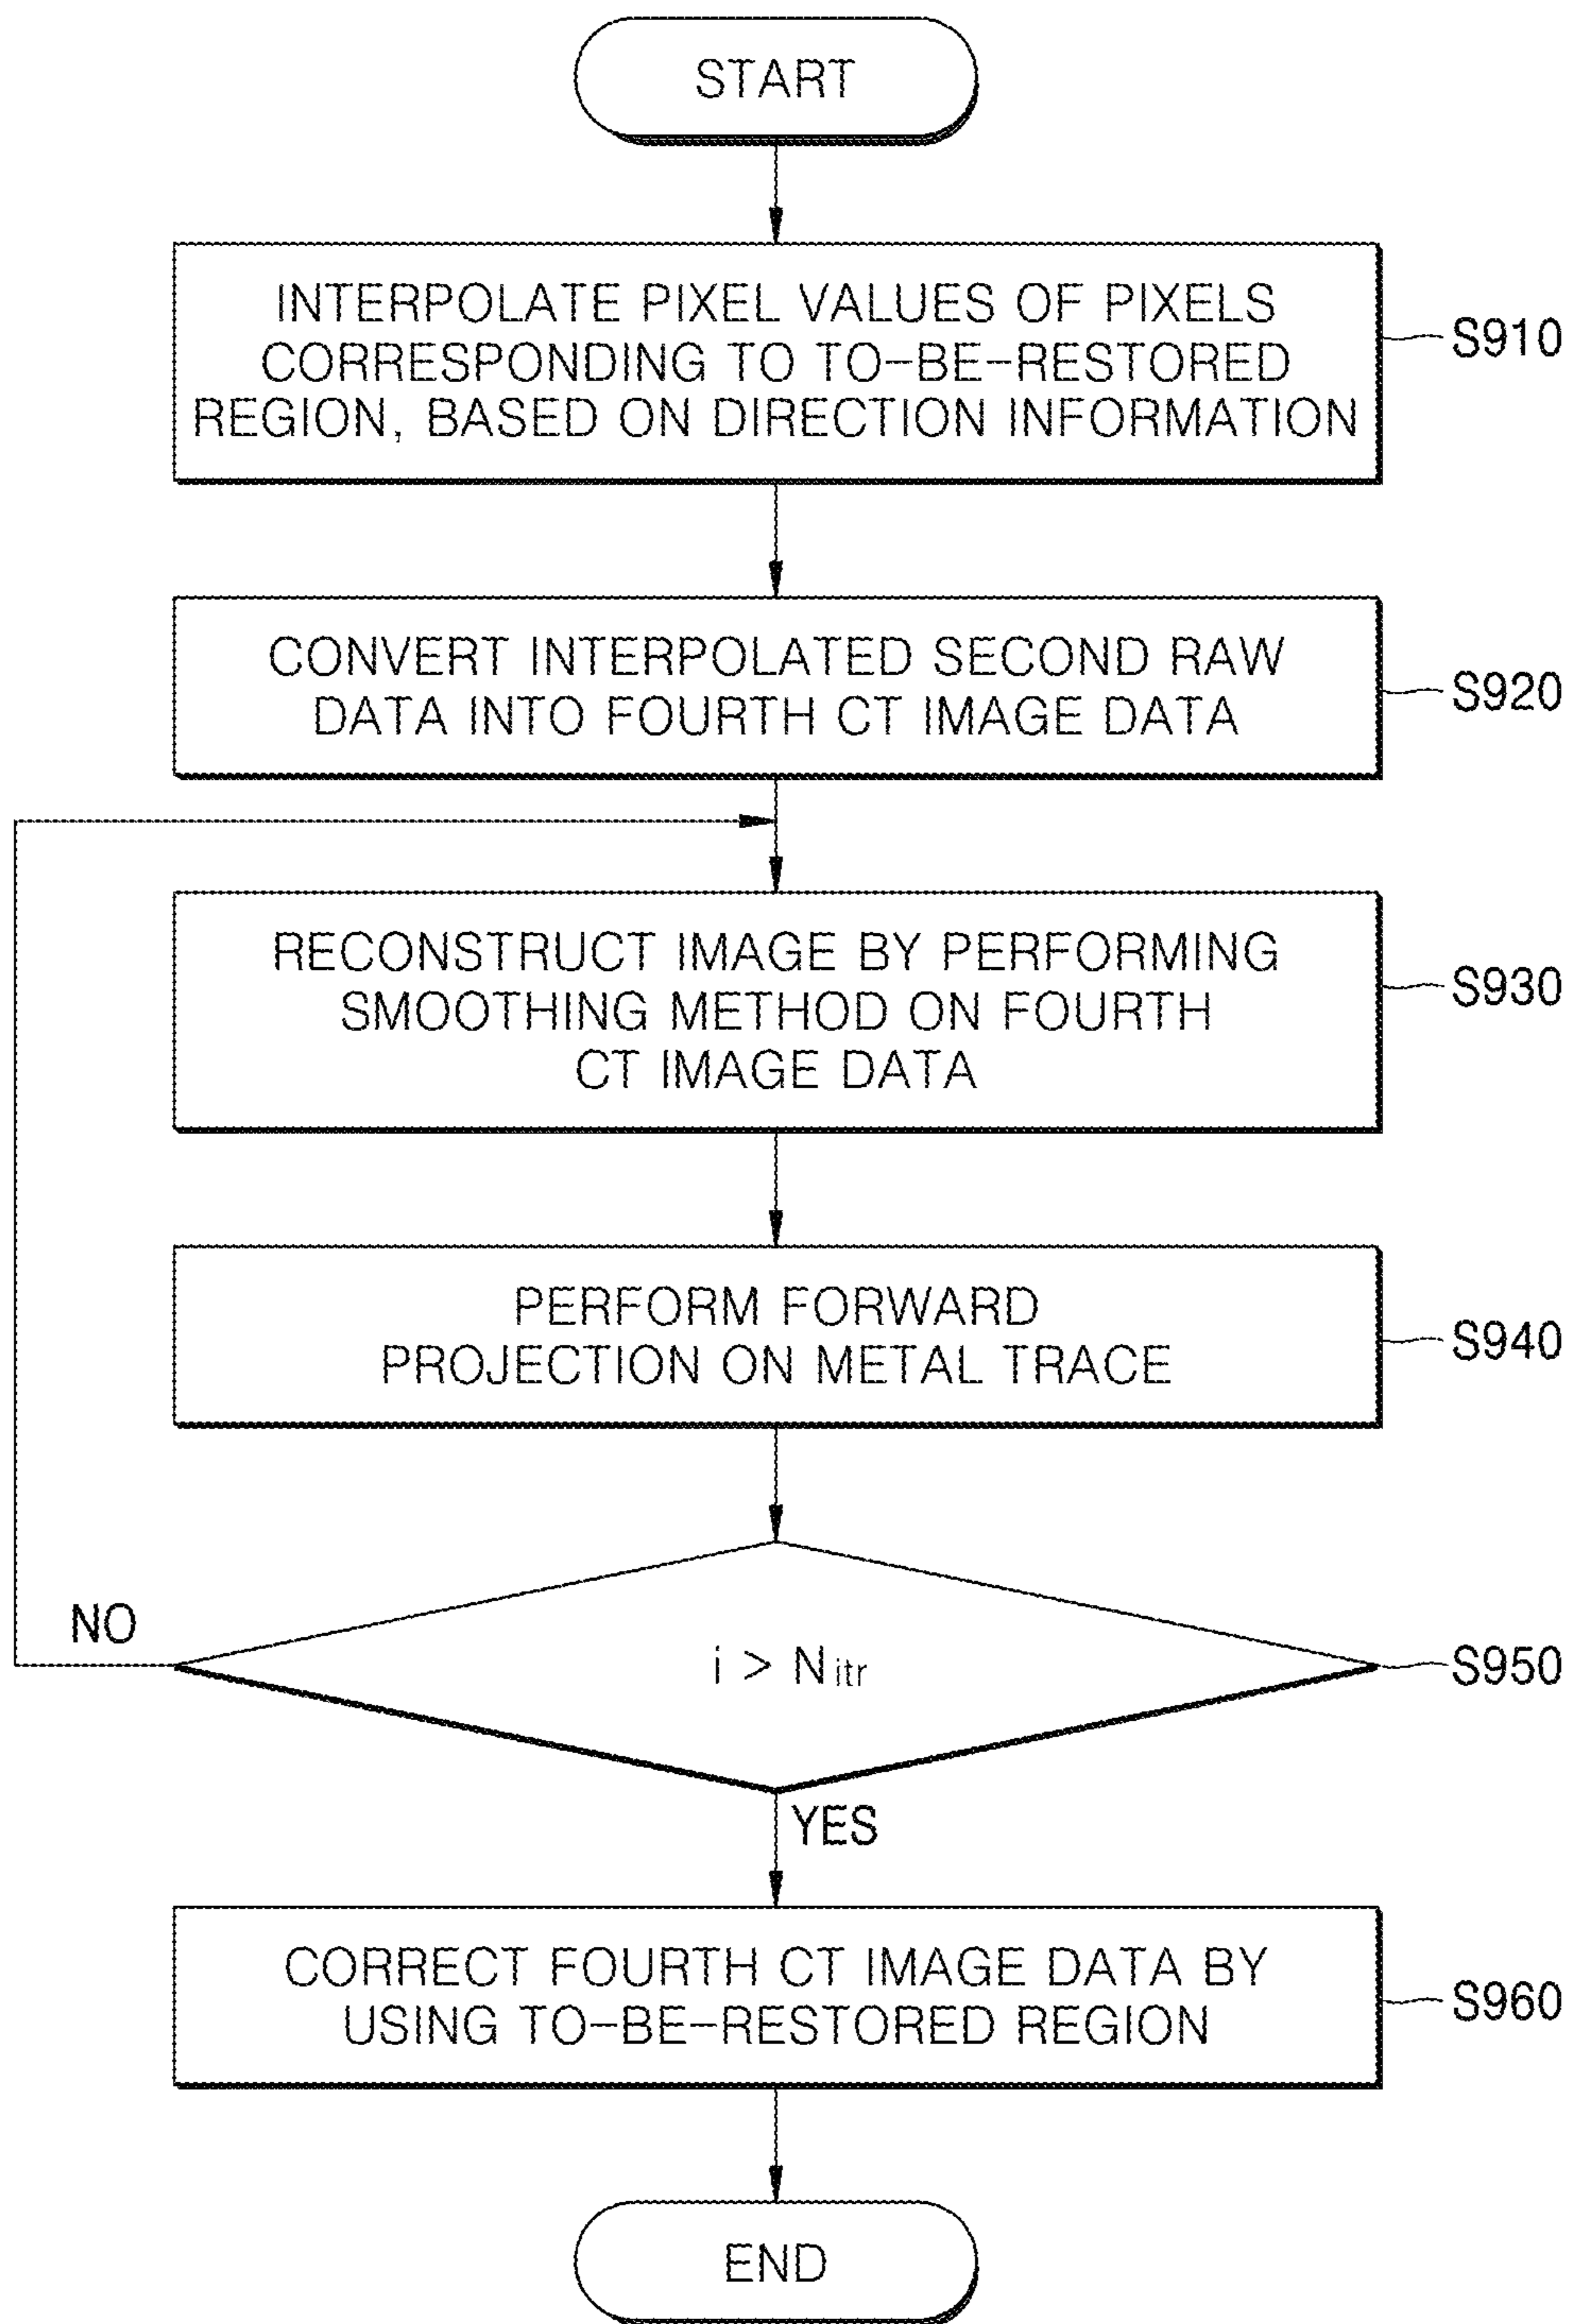 START
INTERPOLATE PIXEL VALUES OF PIXELS
CORRESPONDING TO TO-BE-RESTORED
REGION, BASED ON DIRECTION INFORMATION
S910
CONVERT INTERPOLATED SECOND RAW
DATA INTO FOURTH CT IMAGE DATA
S920
RECONSTRUCT IMAGE BY PERFORMING
SMOOTHING METHOD ON FOURTH
CT IMAGE DATA
S930
PERFORM FORWARD
PROJECTION ON METAL TRACE
S940
NO
i > Nitr
S950
YES
CORRECT FOURTH CT IMAGE DATA BY
USING TO-BE-RESTORED REGION
S960
END